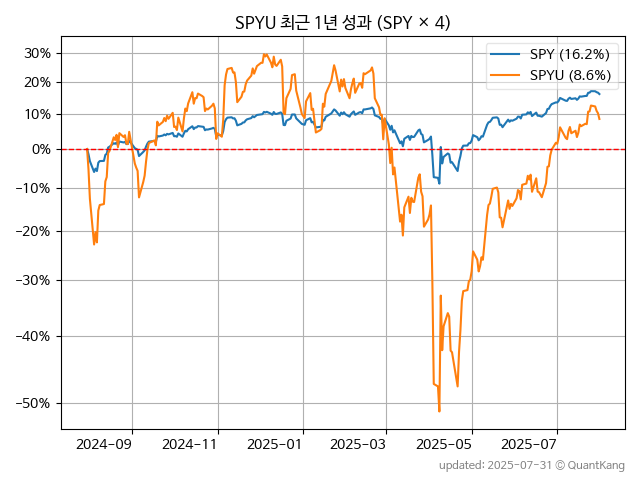 SPYU 최근 1년 성과 (SPY × 4)
SPY (16.2%)
SPYU (8.6%)
30%
20%
10%
0%
−10%
−20%
−30%
−40%
−50%
2024-09 2024-11 2025-01 2025-03 2025-05 2025-07
updated: 2025-07-31 © QuantKang